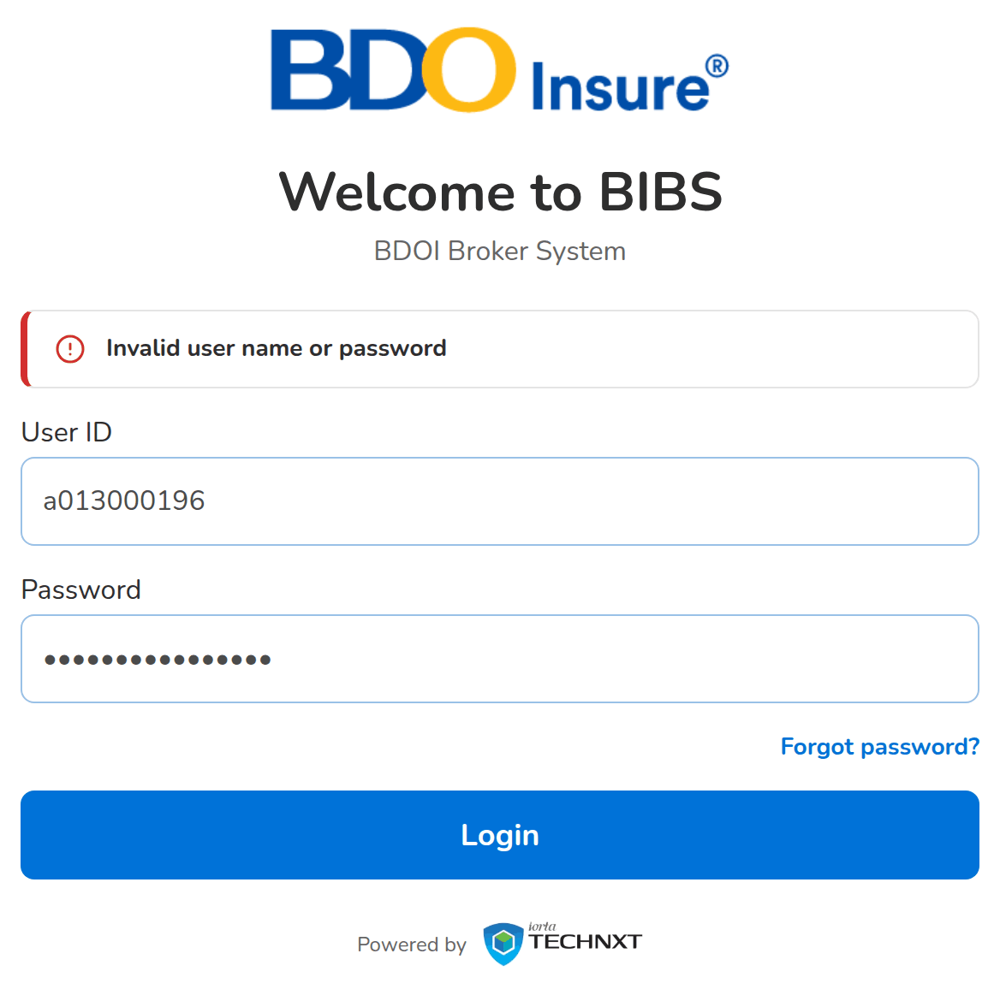 BDO Insure®
Welcome to BIBS
BDOI Broker System
Invalid user name or password
User ID
a013000196
Password
••••••••••••••••
Forgot password?
Login
Powered by
iorta
TECHNXT